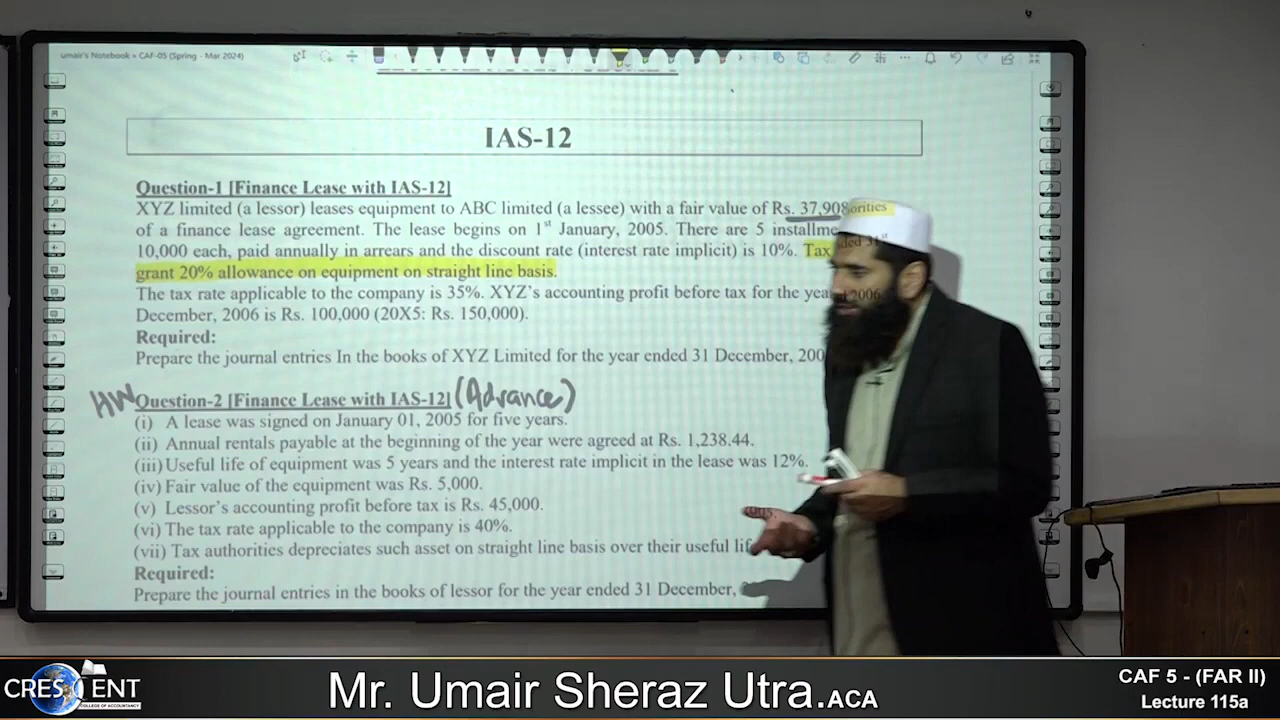 umair's Notebook » CAF-05 (Spring - Mar 2024)
IAS-12
Question-1 [Finance Lease with IAS-12]
XYZ limited (a lessor) leases equipment to ABC limited (a lessee) with a fair value of Rs. 37,908
of a finance lease agreement. The lease begins on 1st January, 2005. There are 5 installme
10,000 each, paid annually in arrears and the discount rate (interest rate implicit) is 10%. Tax orities
grant 20% allowance on equipment on straight line basis.
The tax rate applicable to the company is 35%. XYZ's accounting profit before tax for the yea ded 31st
December, 2006 is Rs. 100,000 (20X5: Rs. 150,000).
Required:
Prepare the journal entries In the books of XYZ Limited for the year ended 31 December, 200
HW Question-2 [Finance Lease with IAS-12] (Advance)
(i) A lease was signed on January 01, 2005 for five years.
(ii) Annual rentals payable at the beginning of the year were agreed at Rs. 1,238.44.
(iii) Useful life of equipment was 5 years and the interest rate implicit in the lease was 12%.
(iv) Fair value of the equipment was Rs. 5,000.
(v) Lessor's accounting profit before tax is Rs. 45,000.
(vi) The tax rate applicable to the company is 40%.
(vii) Tax authorities depreciates such asset on straight line basis over their useful lif
Required:
Prepare the journal entries in the books of lessor for the year ended 31 December,
CRESCENT
COLLEGE OF ACCOUNTANCY
Mr. Umair Sheraz Utra.ACA
CAF 5 - (FAR II)
Lecture 115a